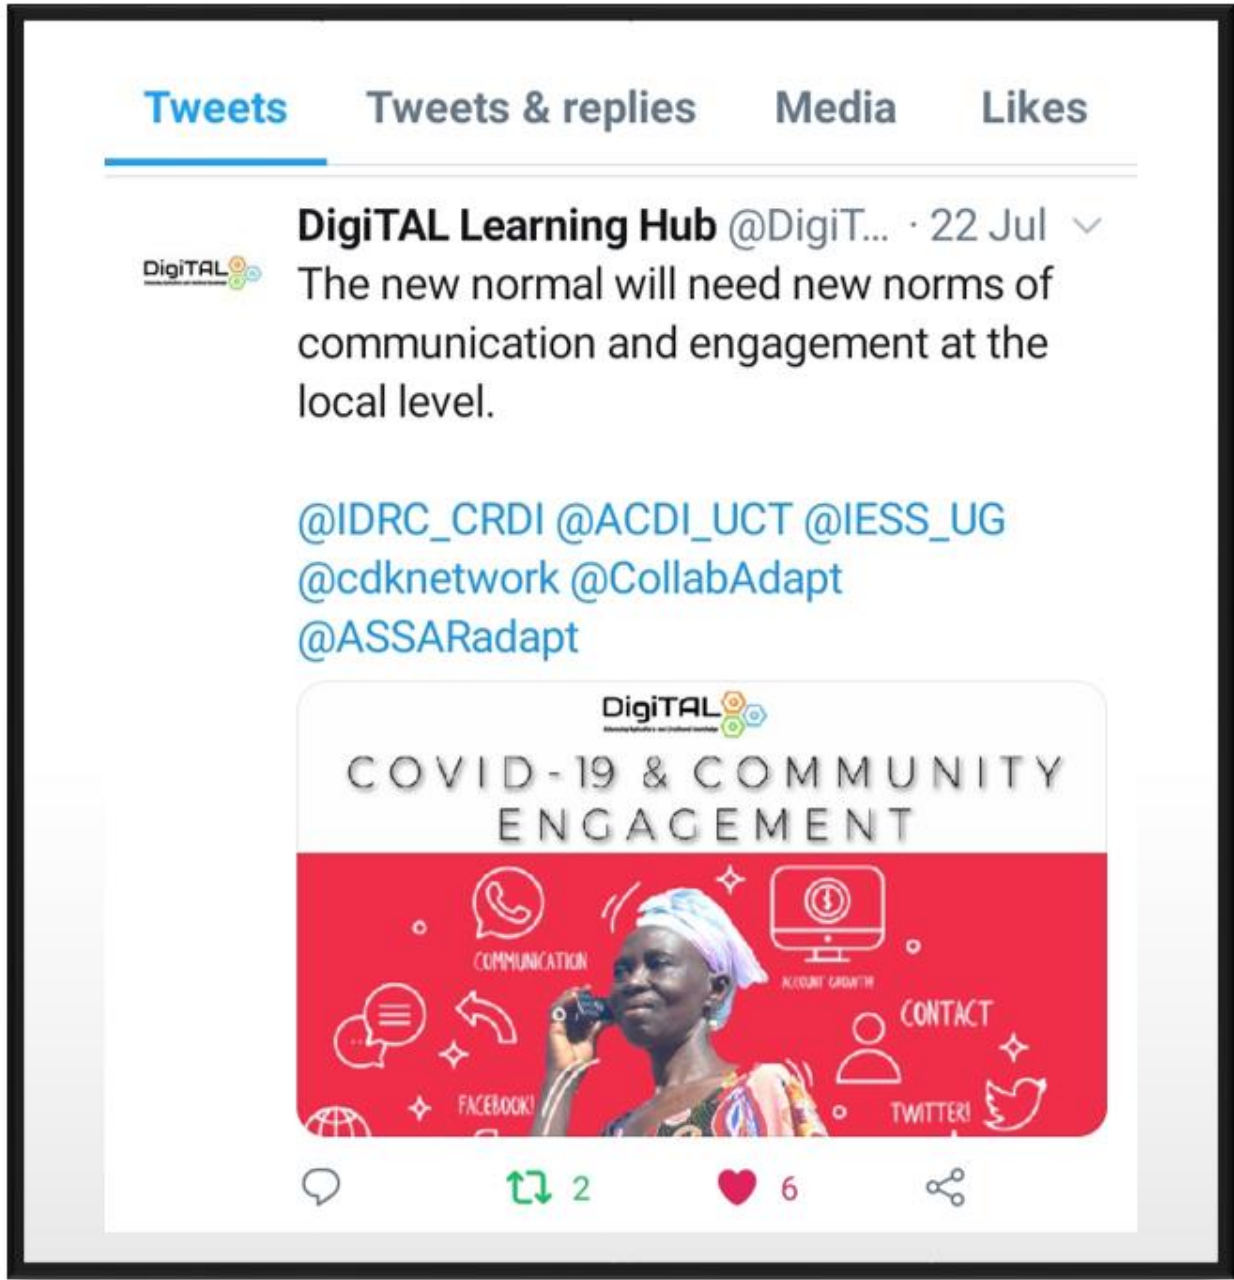 Tweets Tweets & replies Media Likes
DigiTAL Learning Hub @DigiT... · 22 Jul
DigiTAL
The new normal will need new norms of
communication and engagement at the
local level.
@IDRC_CRDI @ACDI_UCT @IESS_UG
@cdknetwork @CollabAdapt
@ASSARadapt
DigiTAL
COVID-19 & COMMUNITY
ENGAGEMENT
COMMUNICATION
ACCOUNT GROWTH
CONTACT
FACEBOOK!
TWITTER!
2 6